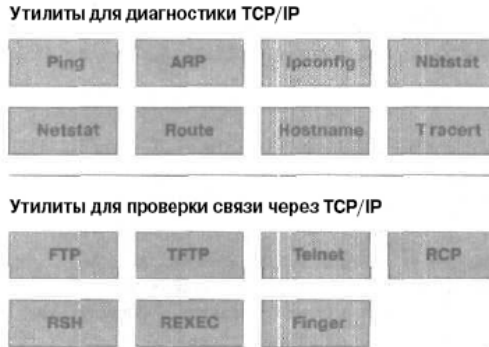 Утилиты для диагностики TCP/IP
Ping ARP Ipconfig Nbtstat
Netstat Route Hostname Tracert
Утилиты для проверки связи через TCP/IP
FTP TFTP Telnet RCP
RSH REXEC Finger